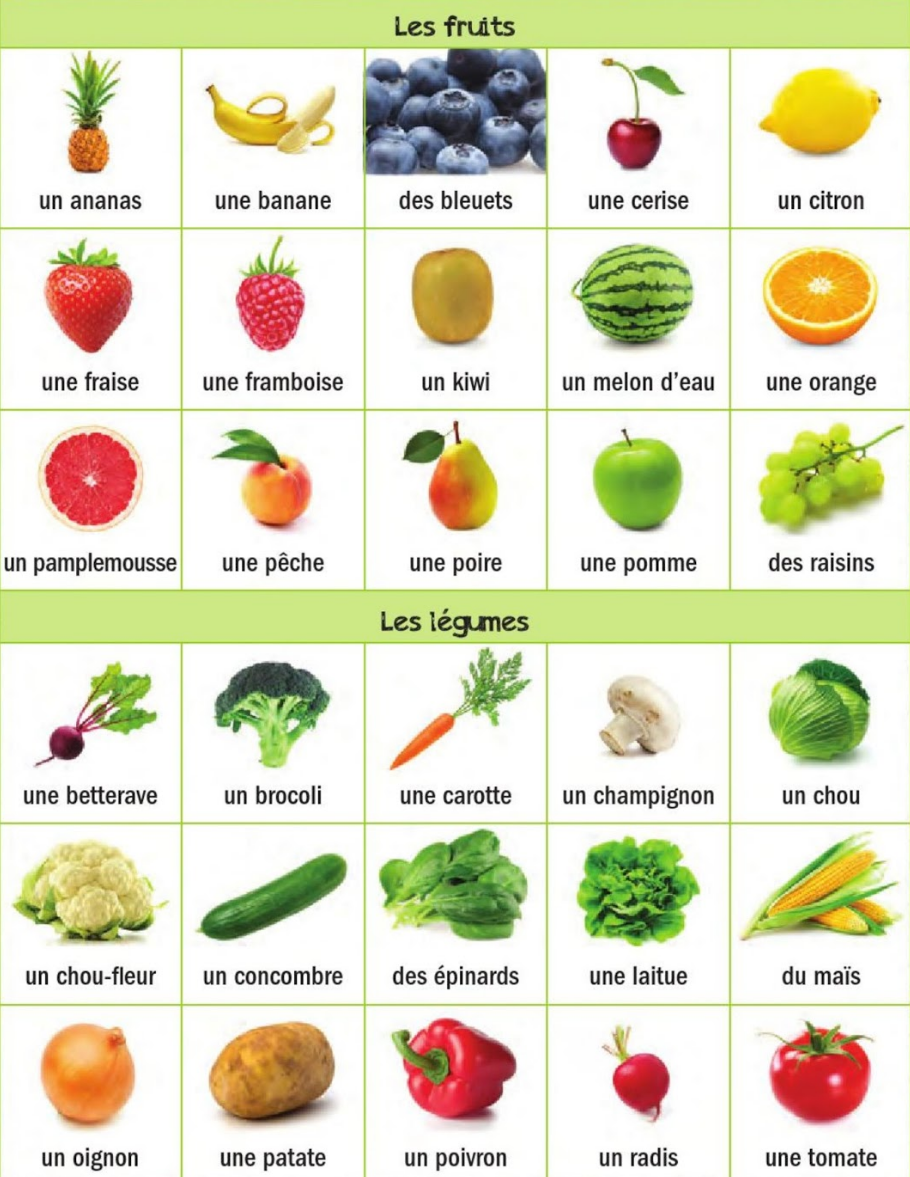 Les fruits
un ananas
une banane
des bleuets
une cerise
un citron
une fraise
une framboise
un kiwi
un melon d’eau
une orange
un pamplemousse
une pêche
une poire
une pomme
des raisins
Les légumes
une betterave
un brocoli
une carotte
un champignon
un chou
un chou-fleur
un concombre
des épinards
une laitue
du maïs
un oignon
une patate
un poivron
un radis
une tomate